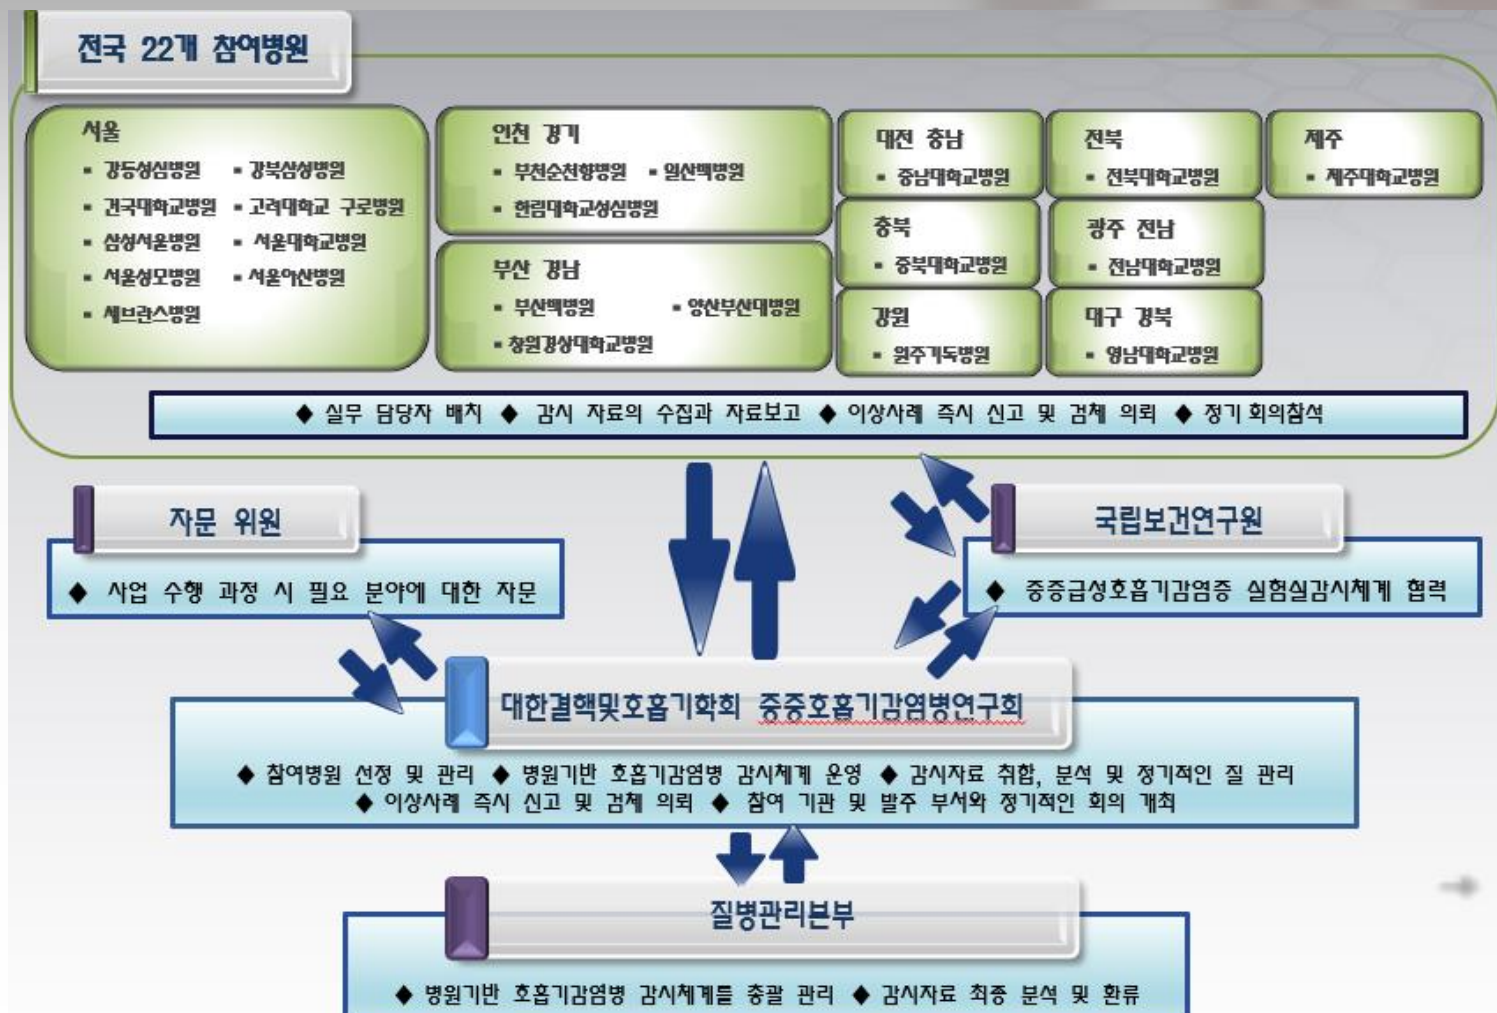 전국 22개 참여병원
서울
▪ 강동성심병원 ▪ 강북삼성병원
▪ 건국대학교병원 ▪ 고려대학교 구로병원
▪ 삼성서울병원 ▪ 서울대학교병원
▪ 서울성모병원 ▪ 서울아산병원
▪ 세브란스병원
인천 경기
▪ 부천순천향병원 ▪ 일산백병원
▪ 한림대학교성심병원
부산 경남
▪ 부산백병원 ▪ 양산부산대병원
▪ 창원경상대학교병원
대전 충남
▪ 충남대학교병원
충북
▪ 충북대학교병원
강원
▪ 원주기독병원
전북
▪ 전북대학교병원
광주 전남
▪ 전남대학교병원
대구 경북
▪ 영남대학교병원
제주
▪ 제주대학교병원
◆ 실무 담당자 배치 ◆ 감시 자료의 수집과 자료보고 ◆ 이상사례 즉시 신고 및 검체 의뢰 ◆ 정기 회의참석
자문 위원
◆ 사업 수행 과정 시 필요 분야에 대한 자문
국립보건연구원
◆ 중증급성호흡기감염증 실험실감시체계 협력
대한결핵및호흡기학회 중증호흡기감염병연구회
◆ 참여병원 선정 및 관리 ◆ 병원기반 호흡기감염병 감시체계 운영 ◆ 감시자료 취합, 분석 및 정기적인 질 관리
◆ 이상사례 즉시 신고 및 검체 의뢰 ◆ 참여 기관 및 발주 부서와 정기적인 회의 개최
질병관리본부
◆ 병원기반 호흡기감염병 감시체계를 총괄 관리 ◆ 감시자료 최종 분석 및 환류